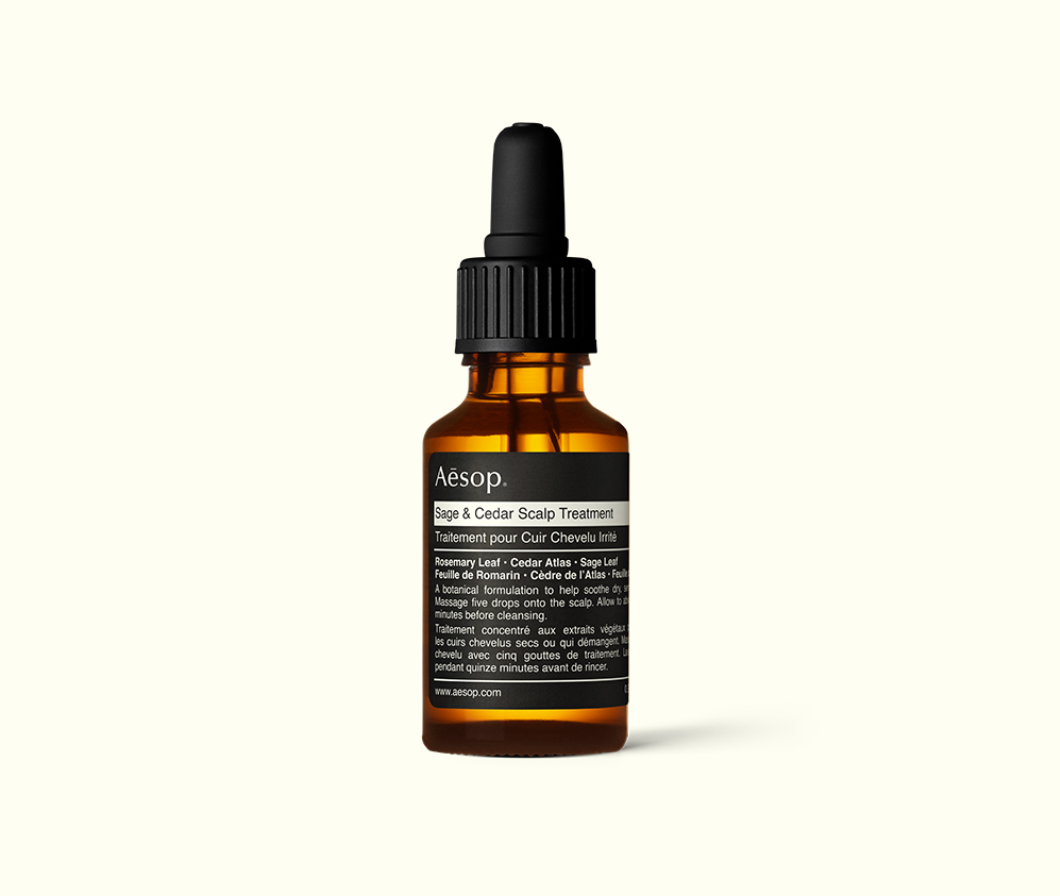 Aēsop®
Sage & Cedar Scalp Treatment
Traitement pour Cuir Chevelu Irrité
Rosemary Leaf · Cedar Atlas · Sage Leaf
Feuille de Romarin · Cèdre de l'Atlas ·
A botanical formulation to help soothe dry,
Massage five drops onto the scalp. Allow to
minutes before cleansing.
Traitement concentré aux extraits végétaux
les cuirs chevelus secs ou qui démangent.
chevelu avec cinq gouttes de traitement.
pendant quinze minutes avant de rincer.
www.aesop.com